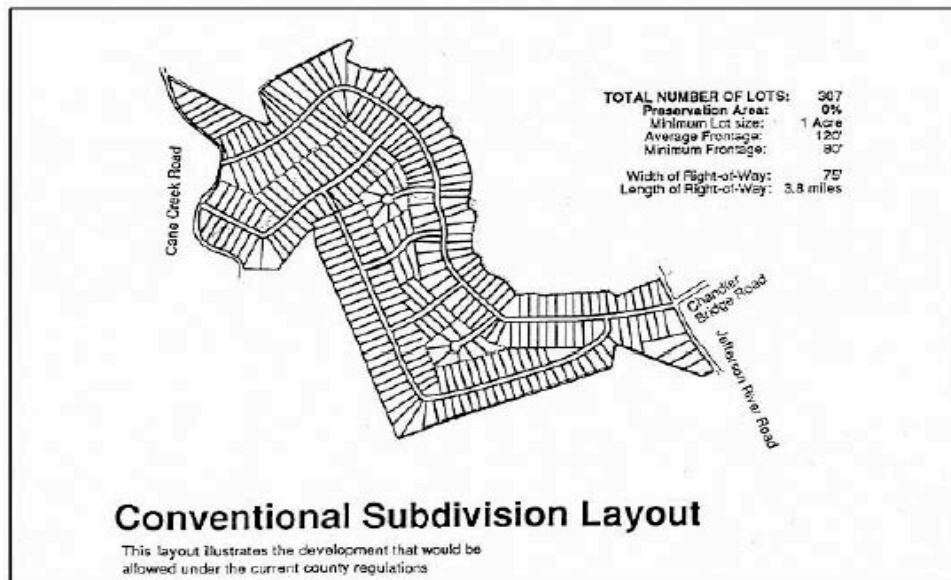 TOTAL NUMBER OF LOTS: 307
Preservation Area: 0%
Minimum Lot size: 1 Acre
Average Frontage: 120'
Minimum Frontage: 80'
Width of Right-of-Way: 75'
Length of Right-of-Way: 3.8 miles
Cane Creek Road
Chandler
Bridge Road
Jefferson River Road
Conventional Subdivision Layout
This layout illustrates the development that would be
allowed under the current county regulations